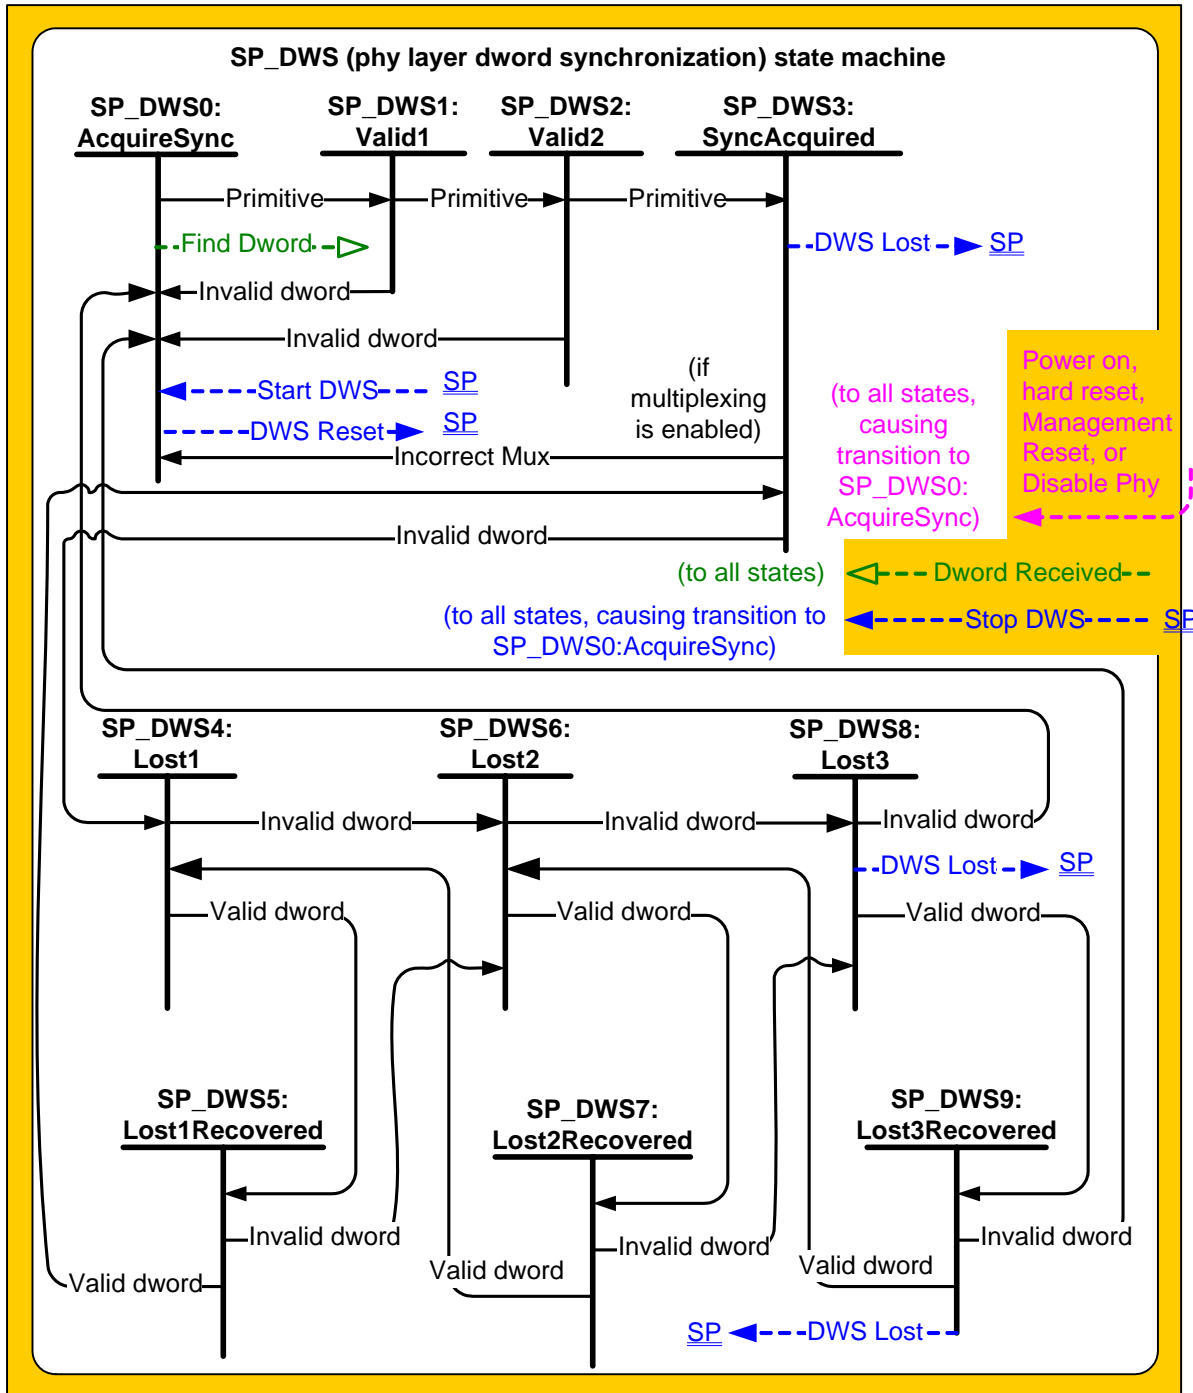 SP_DWS (phy layer dword synchronization) state machine
SP_DWS0:
AcquireSync
SP_DWS1:
Valid1
SP_DWS2:
Valid2
SP_DWS3:
SyncAcquired
Primitive
Primitive
Primitive
Find Dword
DWS Lost
SP
Invalid dword
Invalid dword
Start DWS
SP
DWS Reset
SP
(if
multiplexing
is enabled)
Incorrect Mux
(to all states,
causing
transition to
SP_DWS0:
AcquireSync)
Power on,
hard reset,
Management
Reset, or
Disable Phy
Invalid dword
(to all states)
Dword Received
(to all states, causing transition to
SP_DWS0:AcquireSync)
Stop DWS
SP
SP_DWS4:
Lost1
SP_DWS6:
Lost2
SP_DWS8:
Lost3
Invalid dword
Invalid dword
Invalid dword
DWS Lost
SP
Valid dword
Valid dword
Valid dword
SP_DWS5:
Lost1Recovered
SP_DWS7:
Lost2Recovered
SP_DWS9:
Lost3Recovered
Invalid dword
Invalid dword
Invalid dword
Valid dword
Valid dword
Valid dword
SP
DWS Lost